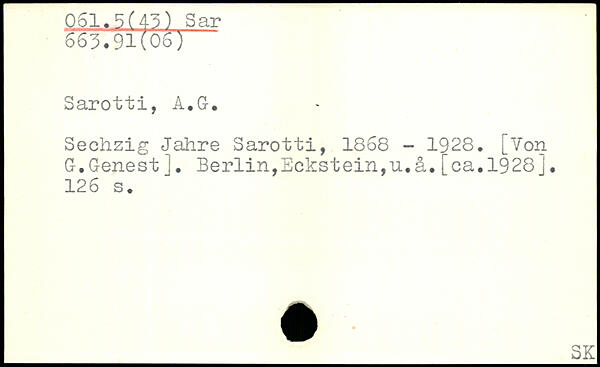 061.5(43) Sar
663.91(06)
Sarotti, A.G.
Sechzig Jahre Sarotti, 1868 - 1928. [Von
G.Genest]. Berlin,Eckstein,u.å.[ca.1928].
126 s.
SK